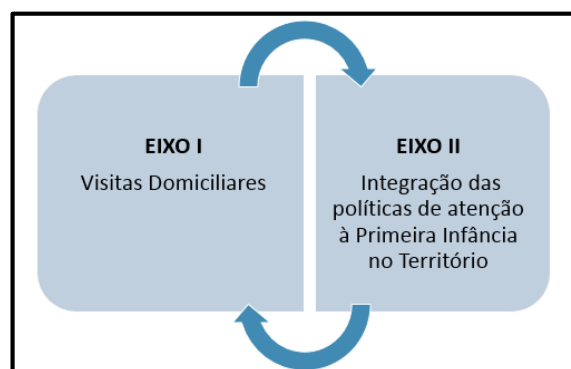 EIXO I
Visitas Domiciliares
EIXO II
Integração das
políticas de atenção
à Primeira Infância
no Território